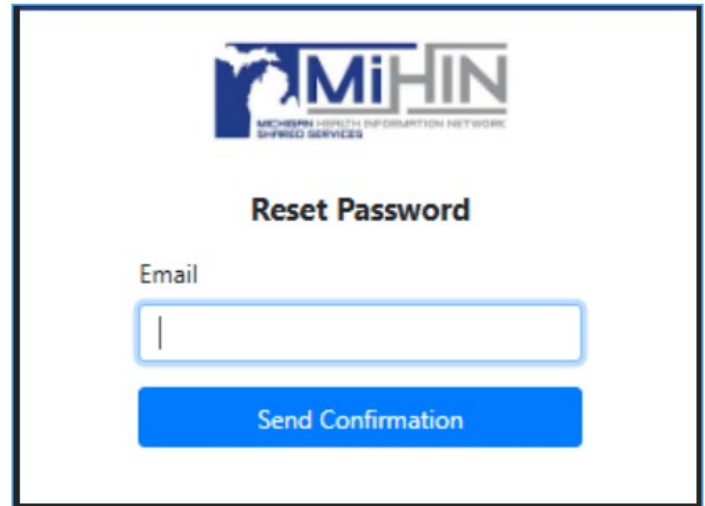 MiHIN
MICHIGAN HEALTH INFORMATION NETWORK
SHARED SERVICES
Reset Password
Email
Send Confirmation